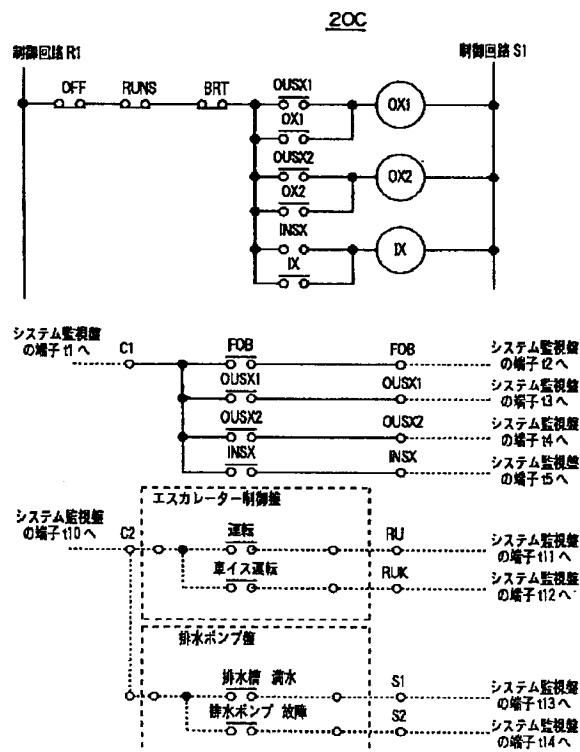 20C
制御回路 R1
制御回路 S1
OFF RUNS BRT OUSX1
OX1
OX1
OUSX2
OX2
OX2
INSX
IX
IX
システム監視盤
の端子 t1 へ
C1
FOB
FOB
システム監視盤
の端子 t2 へ
OUSX1
OUSX1
システム監視盤
の端子 t3 へ
OUSX2
OUSX2
システム監視盤
の端子 t4 へ
INSX
INSX
システム監視盤
の端子 t5 へ
エスカレーター制御盤
システム監視盤
の端子 t10 へ
C2
運転
RU
システム監視盤
の端子 t11 へ
車イス運転
RUK
システム監視盤
の端子 t12 へ
排水ポンプ盤
排水槽 満水
S1
システム監視盤
の端子 t13 へ
排水ポンプ 故障
S2
システム監視盤
の端子 t14 へ